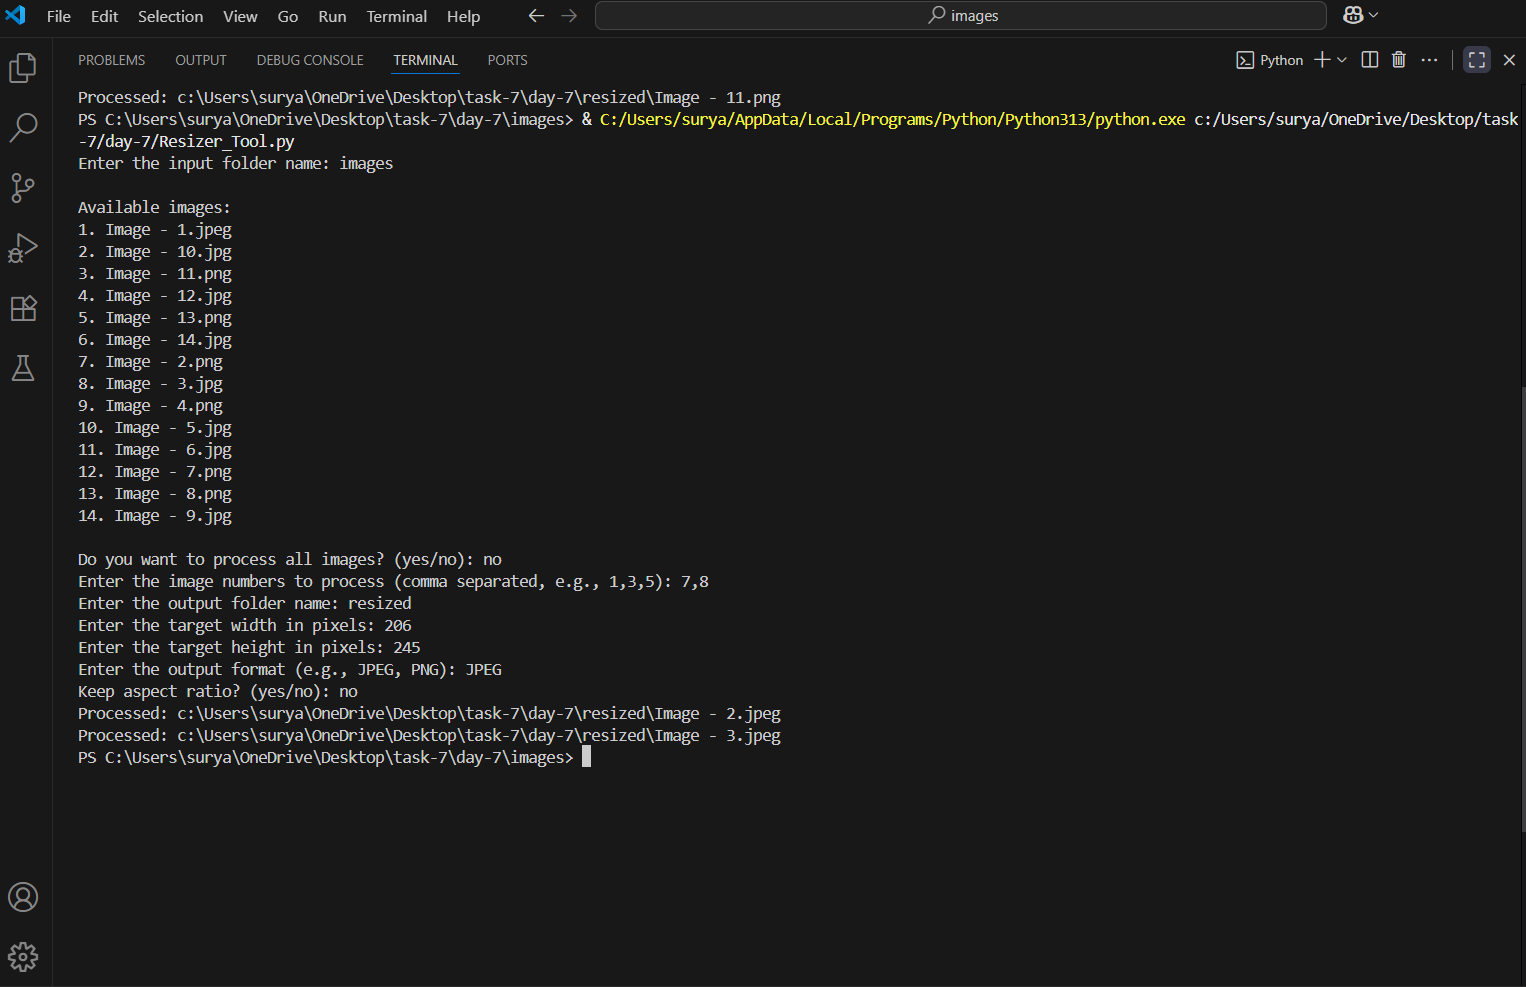 File Edit Selection View Go Run Terminal Help images
PROBLEMS OUTPUT DEBUG CONSOLE TERMINAL PORTS Python
Processed: c:\Users\surya\OneDrive\Desktop\task-7\day-7\resized\Image - 11.png
PS C:\Users\surya\OneDrive\Desktop\task-7\day-7\images> & C:/Users/surya/AppData/Local/Programs/Python/Python313/python.exe c:/Users/surya/OneDrive/Desktop/task
-7/day-7/Resizer_Tool.py
Enter the input folder name: images
Available images:
1. Image - 1.jpeg
2. Image - 10.jpg
3. Image - 11.png
4. Image - 12.jpg
5. Image - 13.png
6. Image - 14.jpg
7. Image - 2.png
8. Image - 3.jpg
9. Image - 4.png
10. Image - 5.jpg
11. Image - 6.jpg
12. Image - 7.png
13. Image - 8.png
14. Image - 9.jpg
Do you want to process all images? (yes/no): no
Enter the image numbers to process (comma separated, e.g., 1,3,5): 7,8
Enter the output folder name: resized
Enter the target width in pixels: 206
Enter the target height in pixels: 245
Enter the output format (e.g., JPEG, PNG): JPEG
Keep aspect ratio? (yes/no): no
Processed: c:\Users\surya\OneDrive\Desktop\task-7\day-7\resized\Image - 2.jpeg
Processed: c:\Users\surya\OneDrive\Desktop\task-7\day-7\resized\Image - 3.jpeg
PS C:\Users\surya\OneDrive\Desktop\task-7\day-7\images>